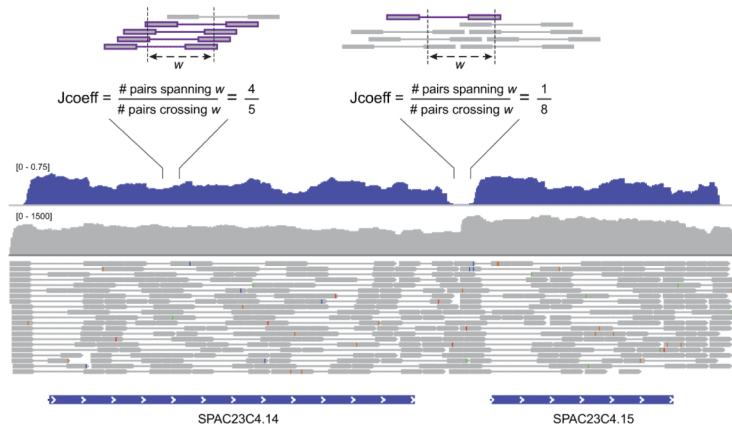 w w
Jcoeff = # pairs spanning w / # pairs crossing w = 4 / 5 Jcoeff = # pairs spanning w / # pairs crossing w = 1 / 8
[0 - 0.75]
[0 - 1500]
SPAC23C4.14 SPAC23C4.15